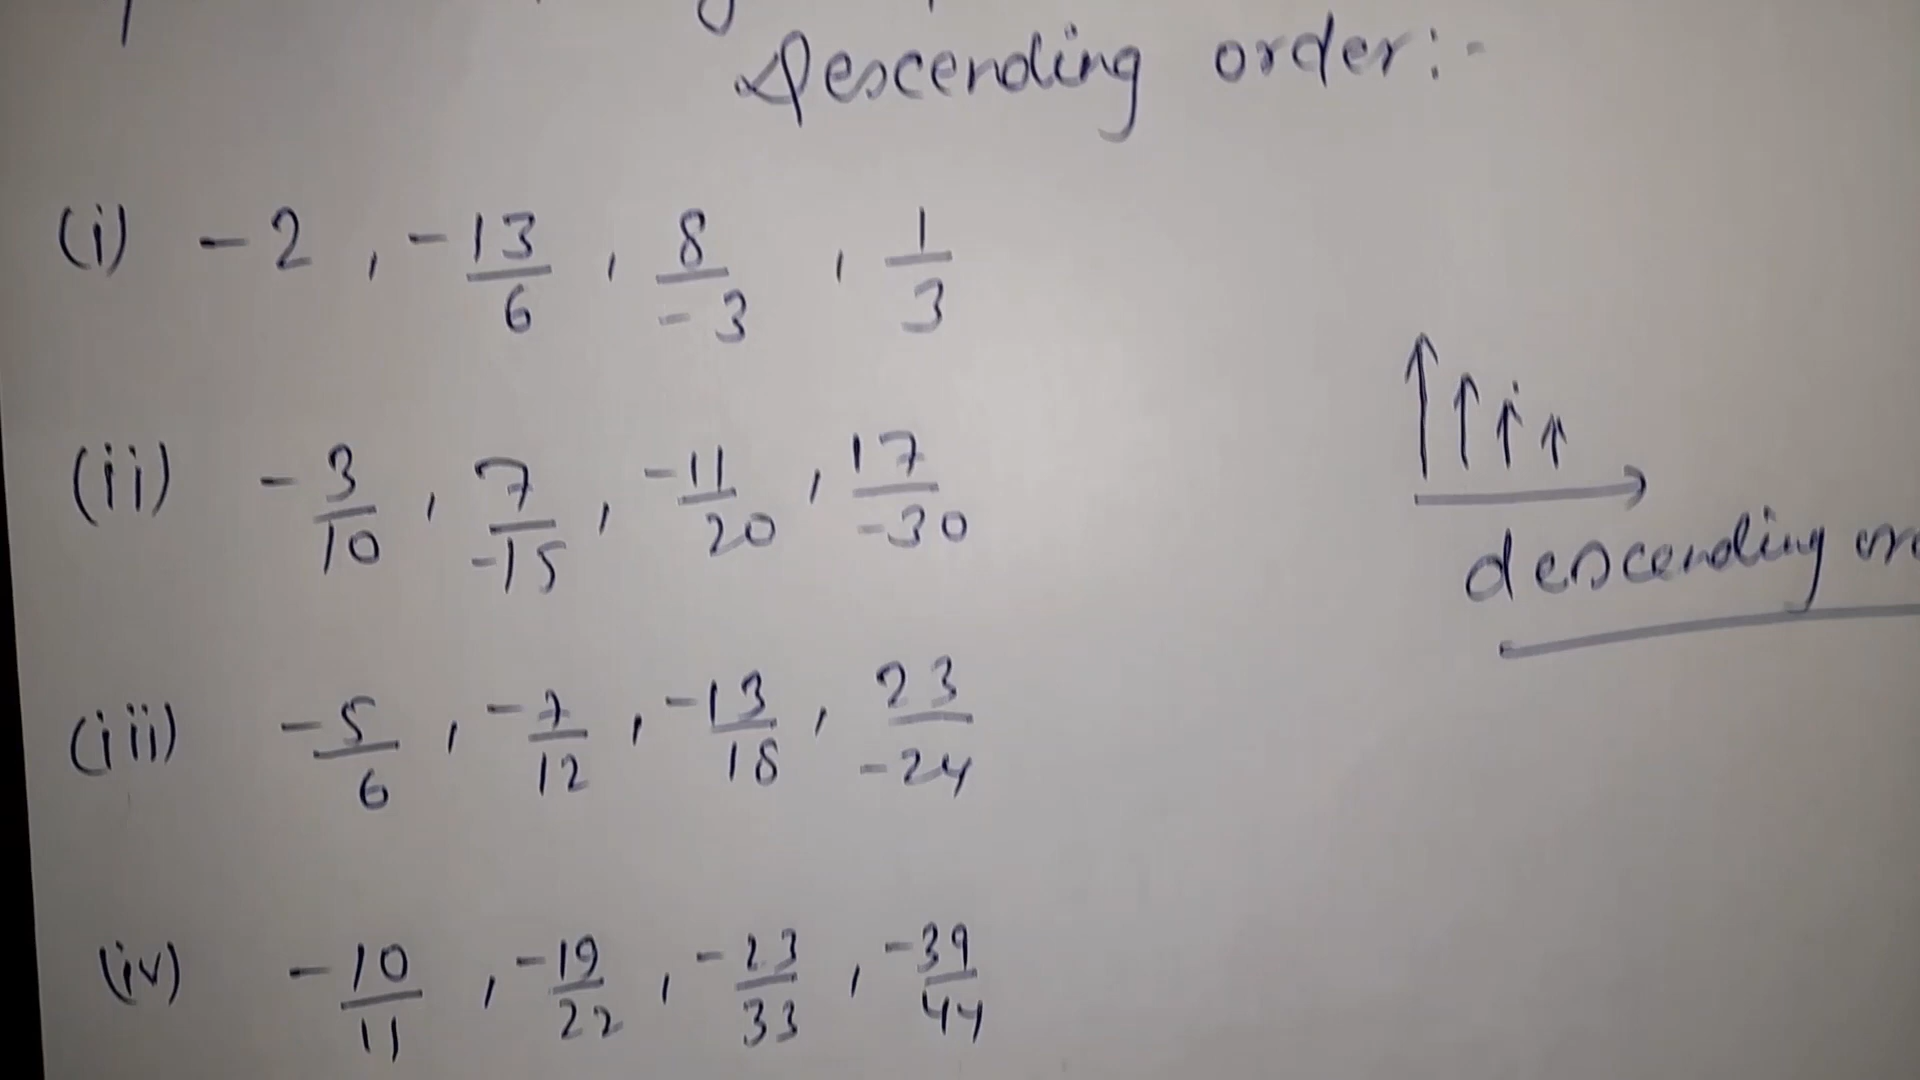 Descending order:-
(i) -2, -13/6, 8/-3, 1/3
(ii) -3/10, 7/-15, -11/20, 17/-30
descending
(iii) -5/6, -7/12, -13/18, 23/-24
(iv) -10/11, -19/22, -23/33, -39/44